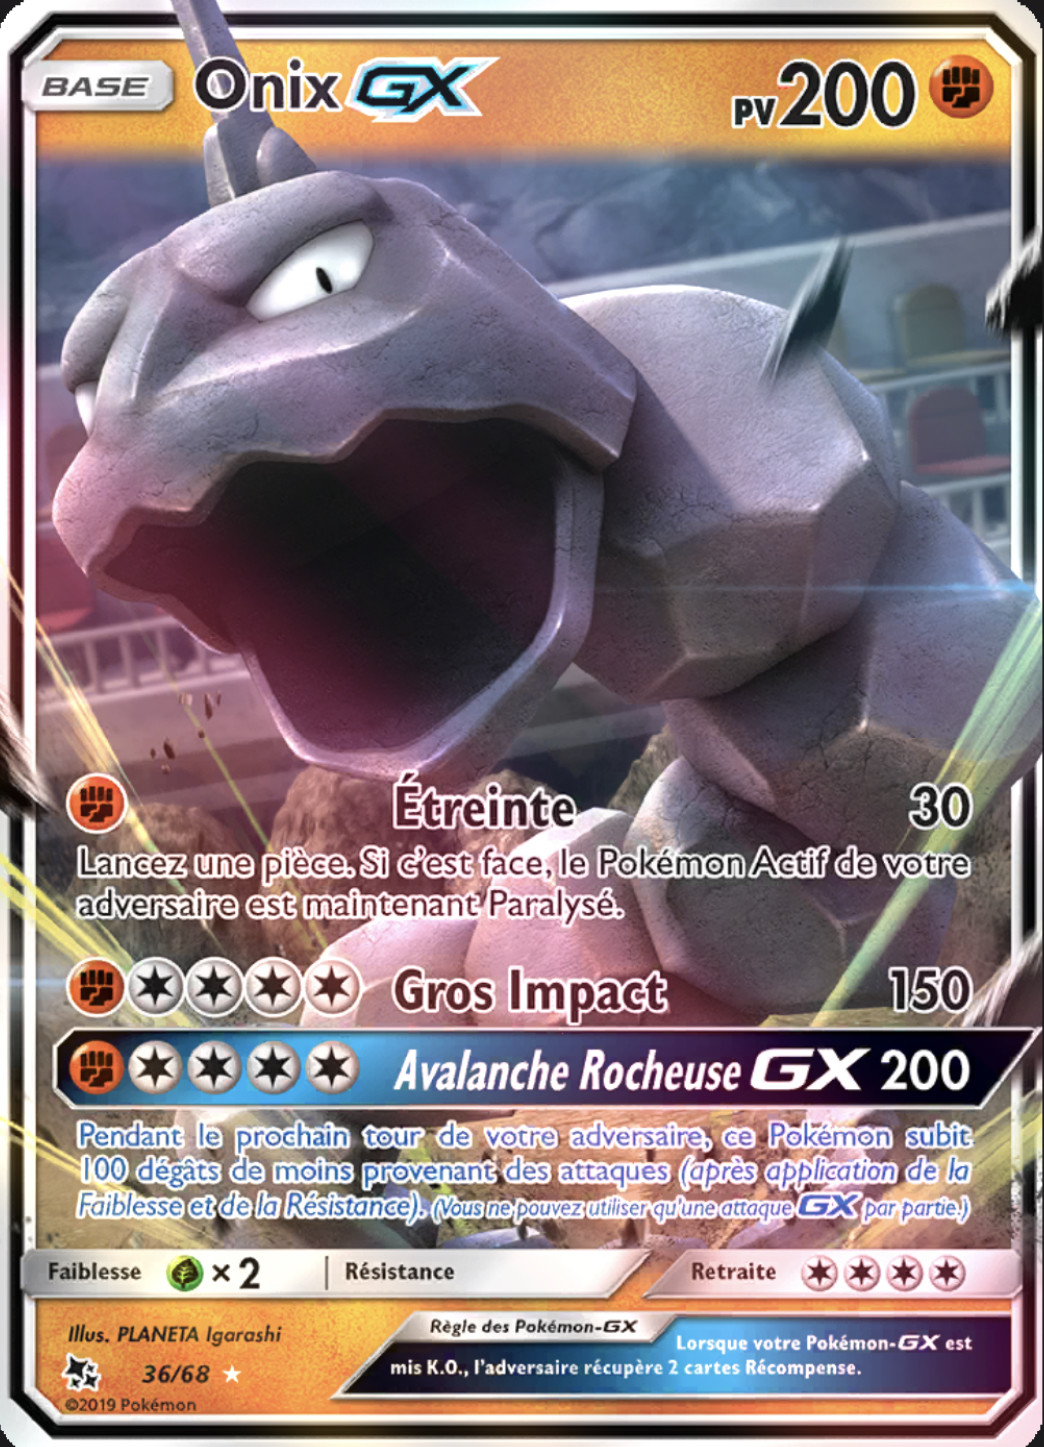 BASE Onix GX PV 200
Étreinte 30
Lancez une pièce. Si c'est face, le Pokémon Actif de votre
adversaire est maintenant Paralysé.
Gros Impact 150
Avalanche Rocheuse GX 200
Pendant le prochain tour de votre adversaire, ce Pokémon subit
100 dégâts de moins provenant des attaques (après application de la
Faiblesse et de la Résistance). (Vous ne pouvez utiliser qu'une attaque GX par partie.)
Faiblesse ×2 Résistance Retraite
Illus. PLANETA Igarashi
36/68
©2019 Pokémon
Règle des Pokémon-GX
Lorsque votre Pokémon-GX est
mis K.O., l'adversaire récupère 2 cartes Récompense.